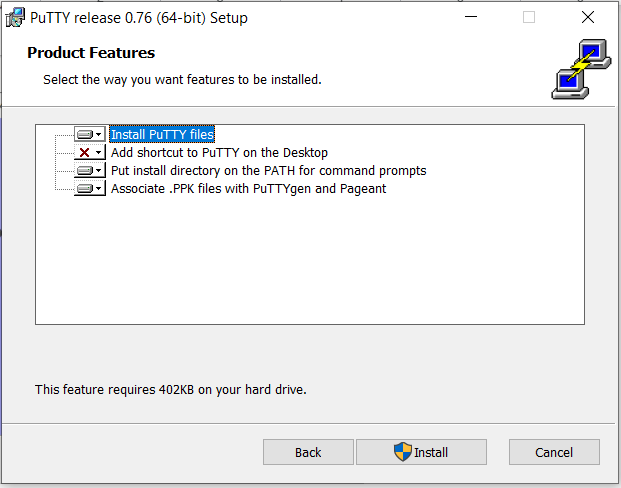 PuTTY release 0.76 (64-bit) Setup
Product Features
Select the way you want features to be installed.
Install PuTTY files
Add shortcut to PuTTY on the Desktop
Put install directory on the PATH for command prompts
Associate .PPK files with PuTTYgen and Pageant
This feature requires 402KB on your hard drive.
Back
Install
Cancel